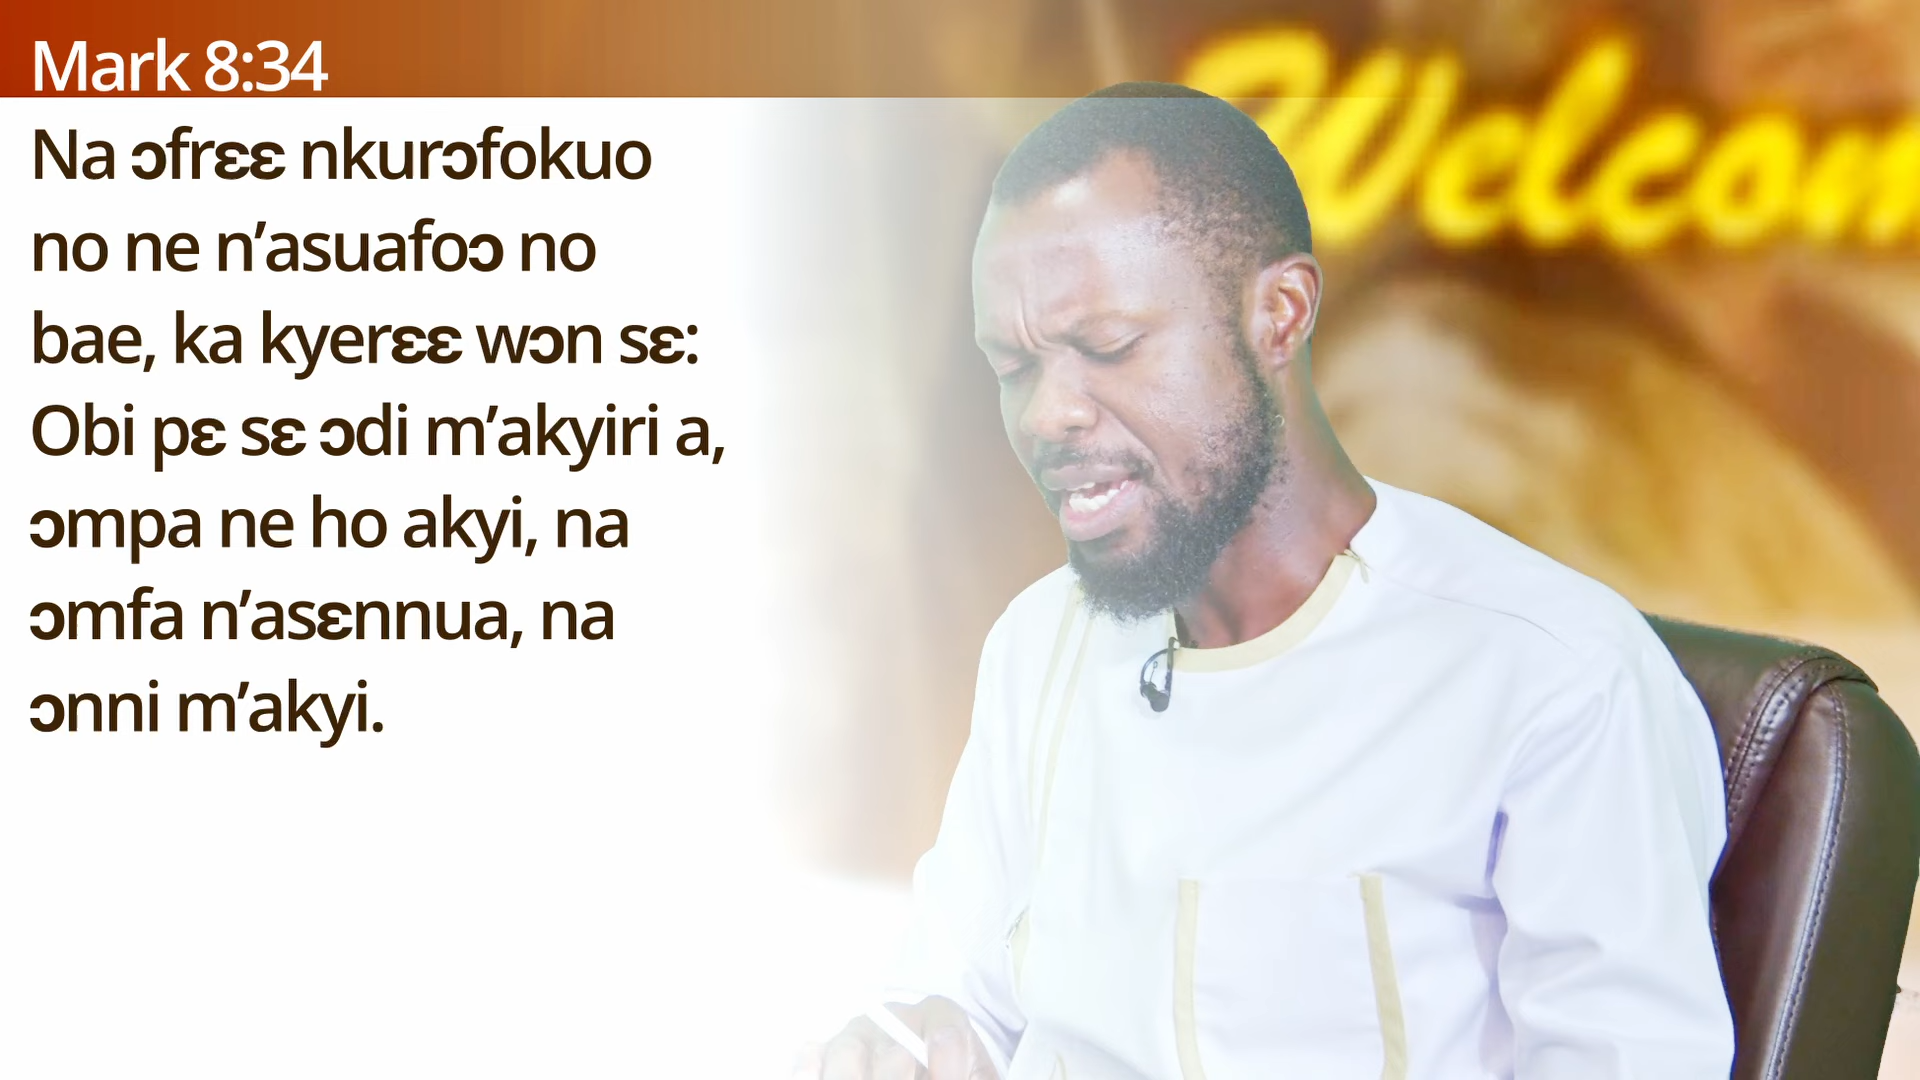 Mark 8:34
Na ɔfrɛɛ nkurɔfokuo
no ne n’asuafoɔ no
bae, ka kyerɛɛ wɔn sɛ:
Obi pɛ sɛ ɔdi m’akyiri a,
ɔmpa ne ho akyi, na
ɔmfa n’asɛnnua, na
ɔnni m’akyi.
Welcom